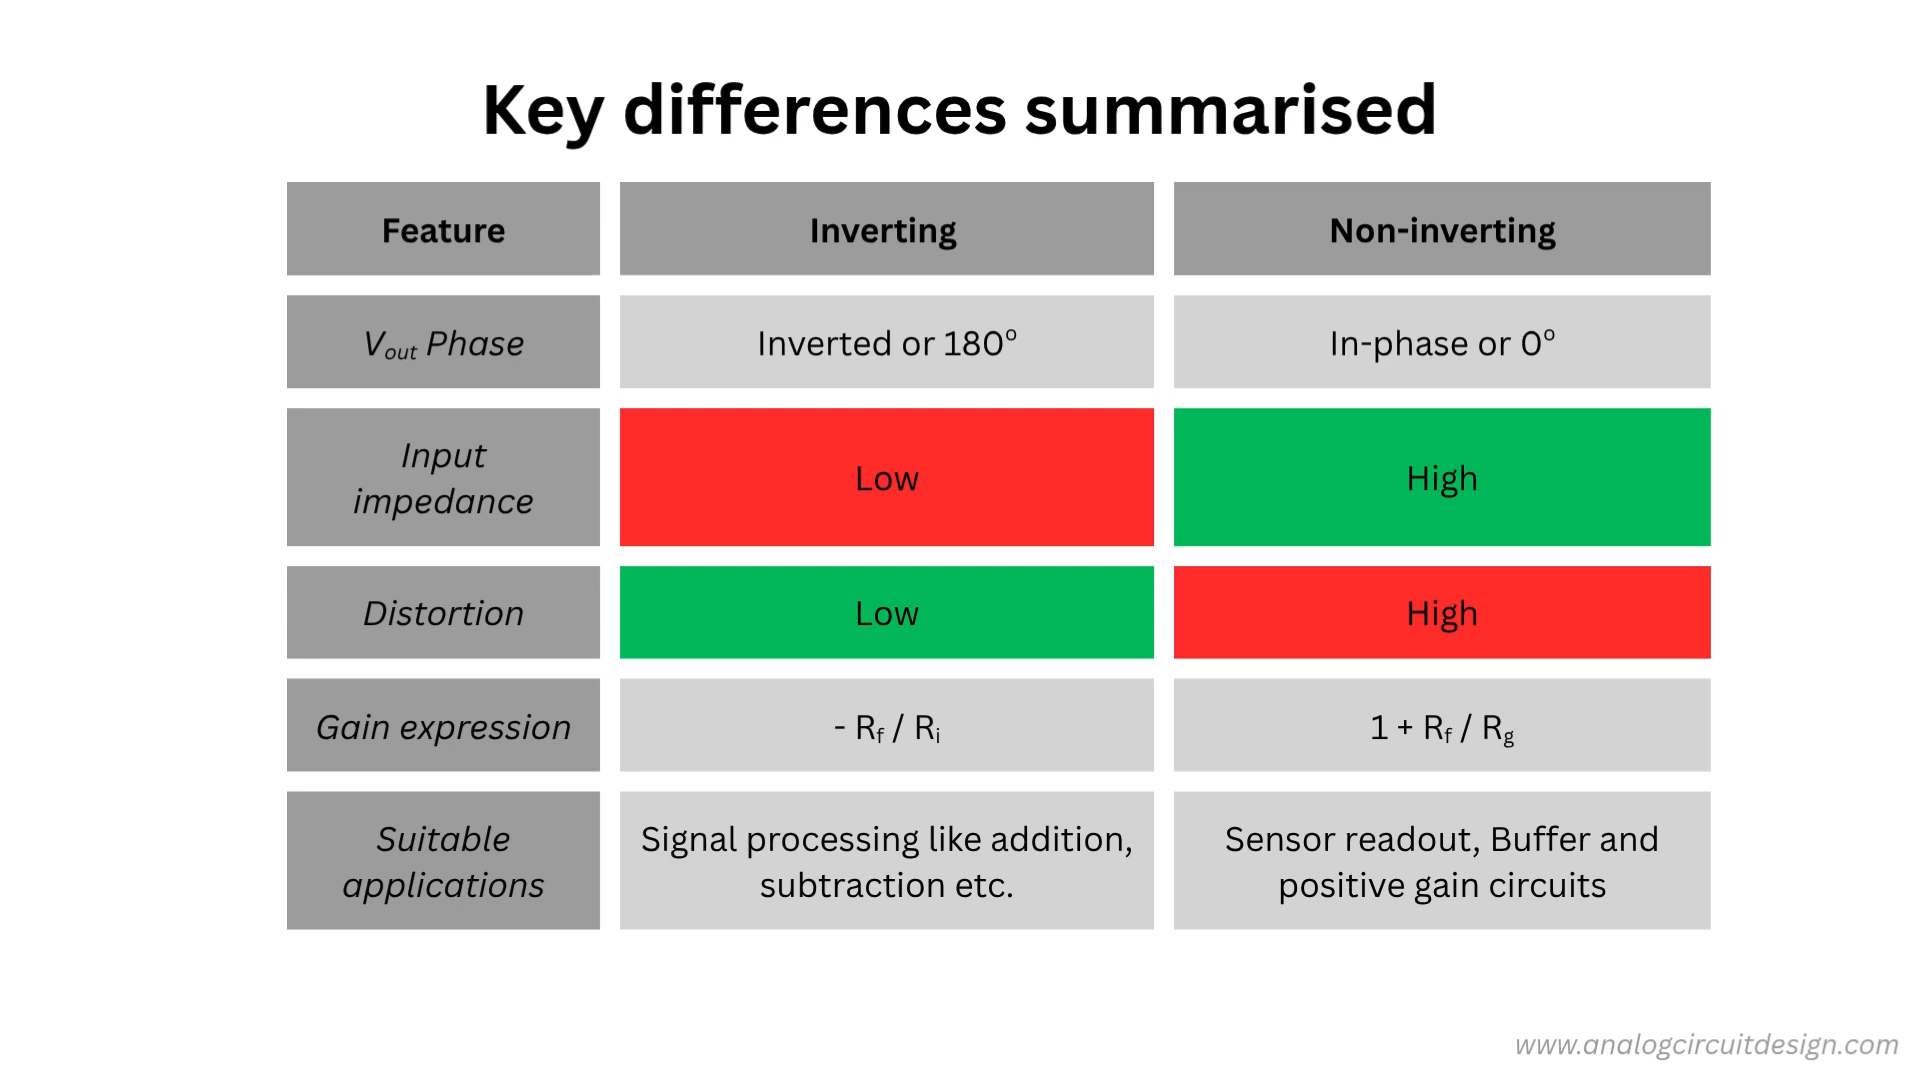 Key differences summarised
Feature
Inverting
Non-inverting
Vout Phase
Inverted or 180º
In-phase or 0º
Input
impedance
Low
High
Distortion
Low
High
Gain expression
- Rf / Ri
1 + Rf / Rg
Suitable
applications
Signal processing like addition,
subtraction etc.
Sensor readout, Buffer and
positive gain circuits
www.analogcircuitdesign.com